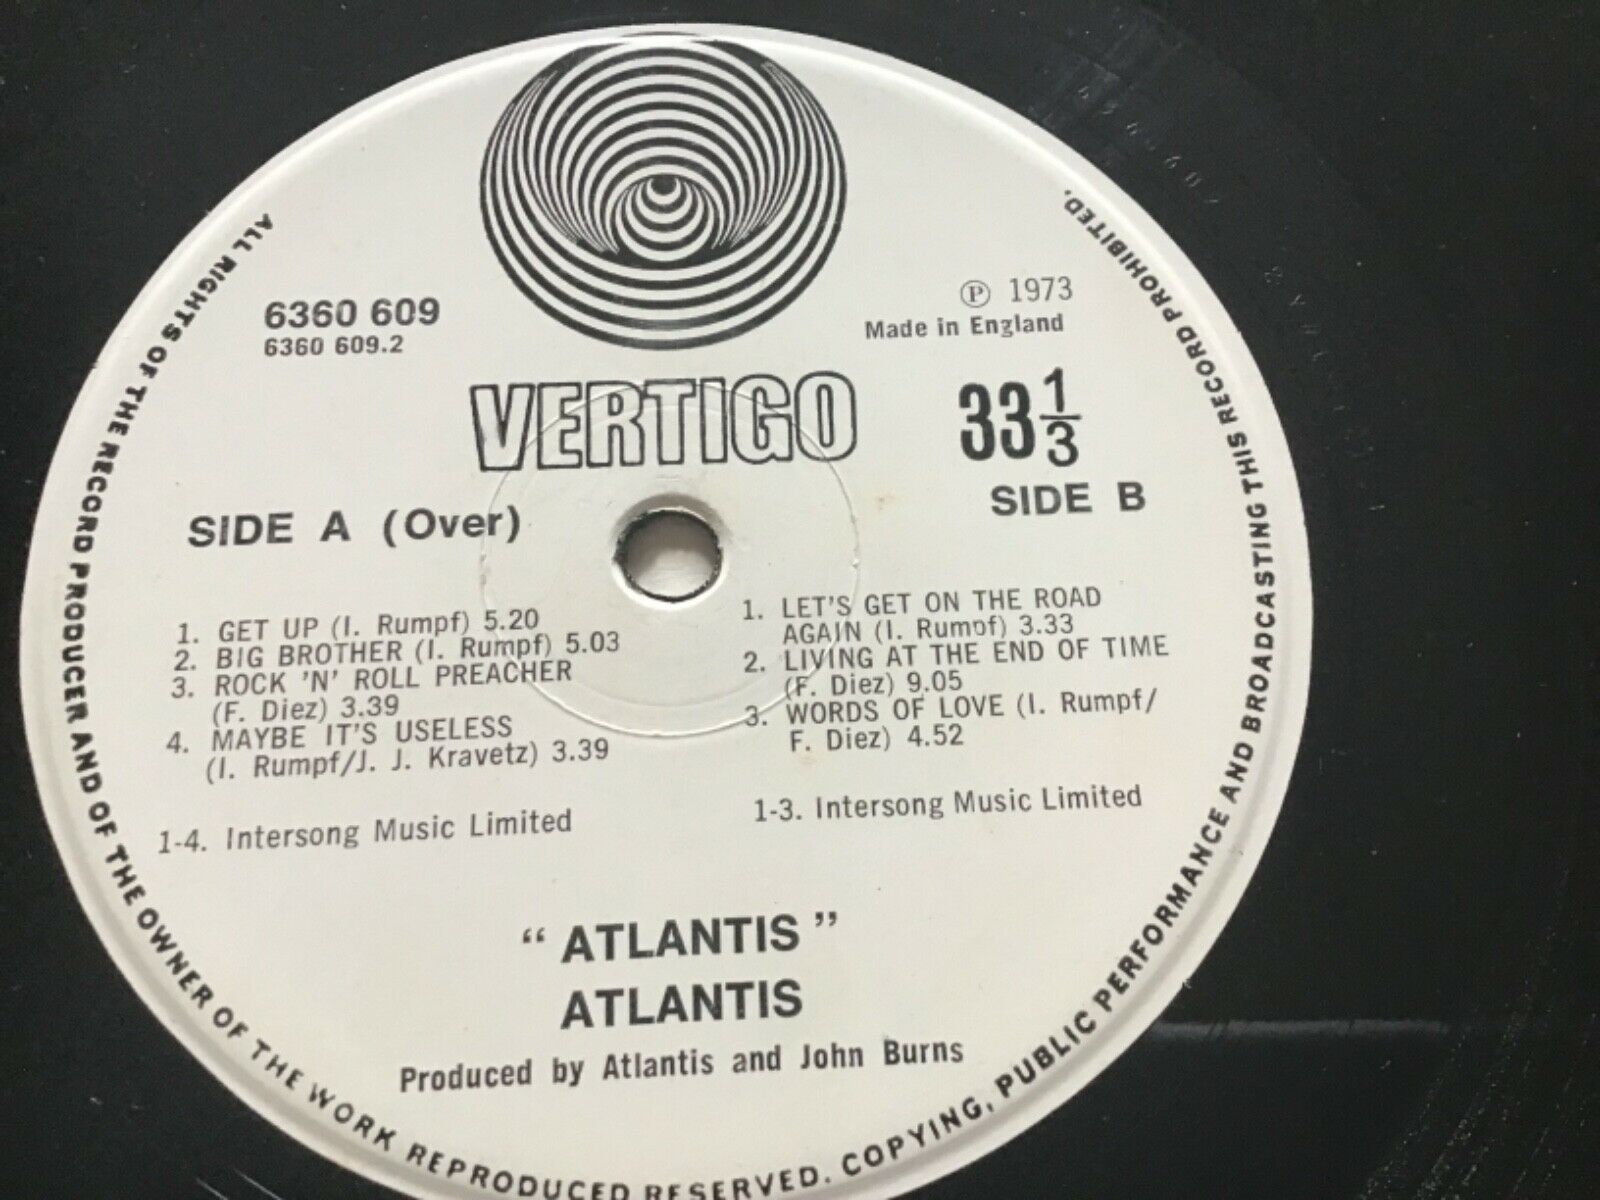 6360 609
6360 609.2
℗ 1973
Made in England
VERTIGO
33 1/3
SIDE A (Over)
SIDE B
1. GET UP (I. Rumpf) 5.20
2. BIG BROTHER (I. Rumpf) 5.03
3. ROCK 'N' ROLL PREACHER
(F. Diez) 3.39
4. MAYBE IT'S USELESS
(I. Rumpf/J. J. Kravetz) 3.39
1-4. Intersong Music Limited
1. LET'S GET ON THE ROAD
AGAIN (I. Rumpf) 3.33
2. LIVING AT THE END OF TIME
(F. Diez) 9.05
3. WORDS OF LOVE (I. Rumpf/
F. Diez) 4.52
1-3. Intersong Music Limited
“ATLANTIS”
ATLANTIS
Produced by Atlantis and John Burns
ALL RIGHTS OF THE RECORD PRODUCER AND OF THE OWNER OF THE WORK REPRODUCED RESERVED. COPYING, PUBLIC PERFORMANCE AND BROADCASTING THIS RECORD PROHIBITED.